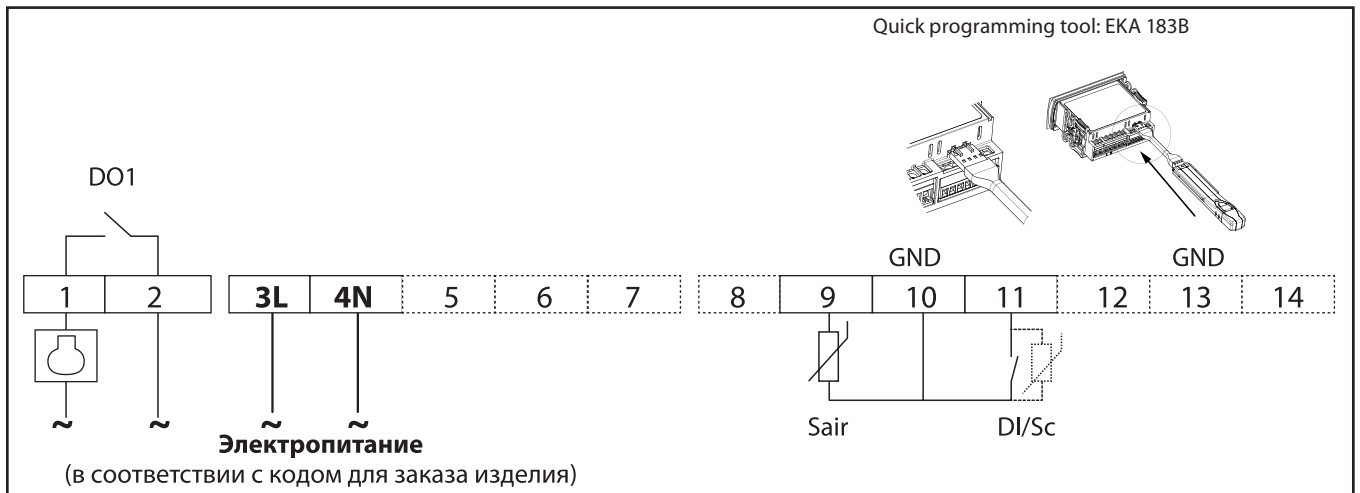 Quick programming tool: EKA 183B
DO1
GND GND
1 2 3L 4N 5 6 7 8 9 10 11 12 13 14
~ ~ ~ ~
Sair DI/Sc
Электропитание
(в соответствии с кодом для заказа изделия)